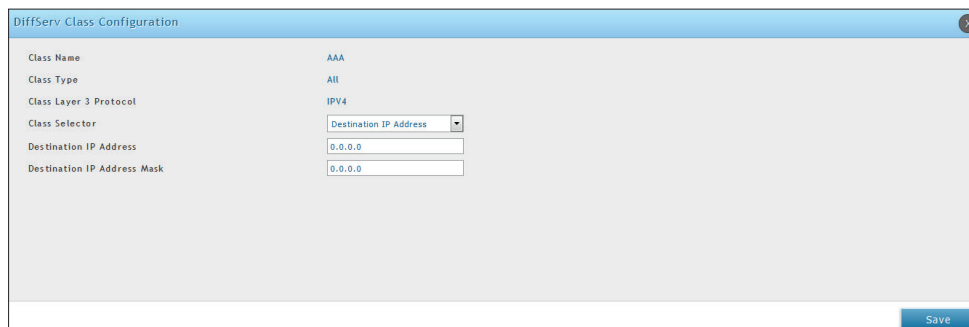 DiffServ Class Configuration
Class Name AAA
Class Type All
Class Layer 3 Protocol IPV4
Class Selector Destination IP Address
Destination IP Address 0.0.0.0
Destination IP Address Mask 0.0.0.0
Save